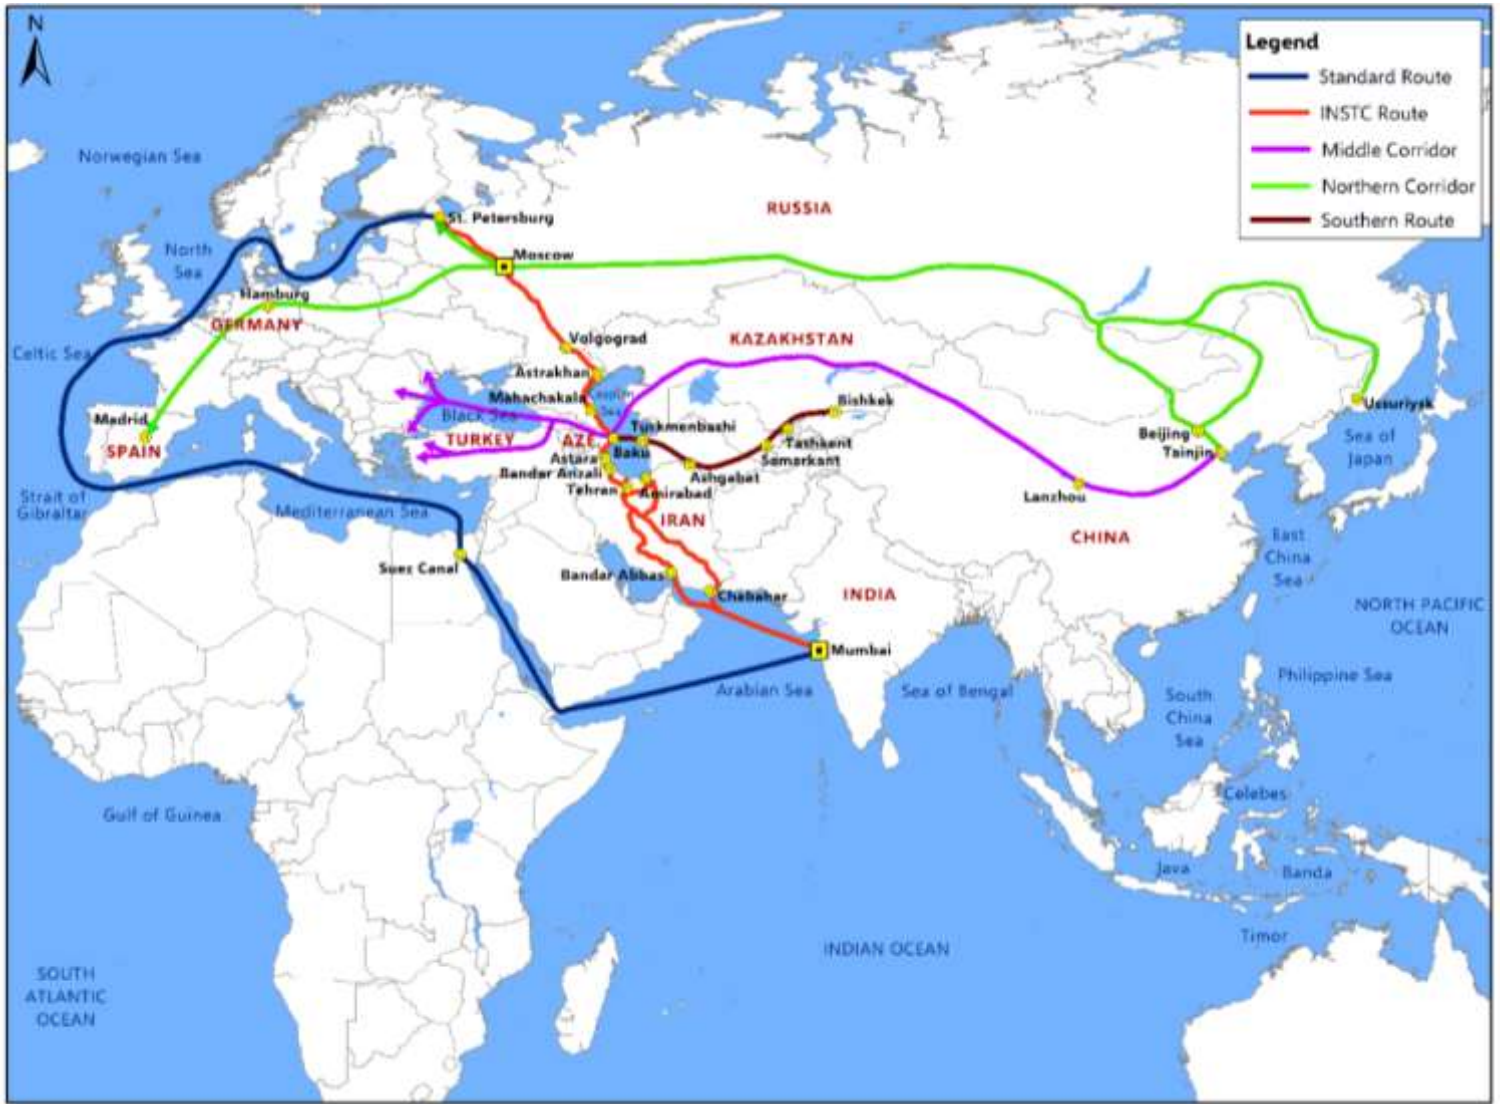 N
Legend
Standard Route
INSTC Route
Middle Corridor
Northern Corridor
Southern Route
Norwegian Sea
RUSSIA
St. Petersburg
North
Sea
Moscow
Hamburg
GERMANY
Volgograd
KAZAKHSTAN
Celtic Sea
Astrakhan
Mahachakala
Caspian
Sea
Bishkek
Ussuriysk
Black Sea
Madrid
Turkmenbashi
Beijing
Sea of
Japan
SPAIN
TURKEY
AZE
Baku
Tashkent
Samarkant
Tainjin
Astara
Bandar Anzali
Ashgabat
Tehran
Amirabad
Lanzhou
Strait of
Gibraltar
Mediterranean Sea
IRAN
CHINA
East
China
Sea
Suez Canal
Bandar Abbas
Chabahar
INDIA
NORTH PACIFIC
OCEAN
Mumbai
Arabian Sea
Sea of Bengal
Philippine Sea
South
China
Sea
Gulf of Guinea
Celebes
Java
Banda
Timor
INDIAN OCEAN
SOUTH
ATLANTIC
OCEAN